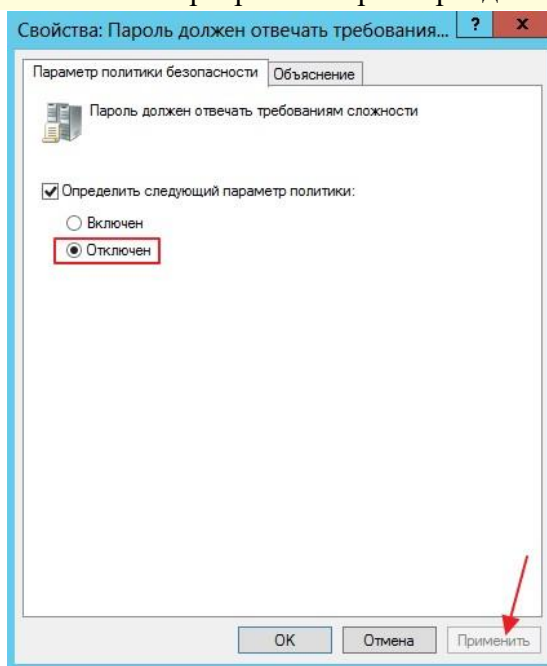 Свойства: Пароль должен отвечать требования... ? x
Параметр политики безопасности Объяснение
Пароль должен отвечать требованиям сложности
Определить следующий параметр политики:
Включен
Отключен
ОК Отмена Применить